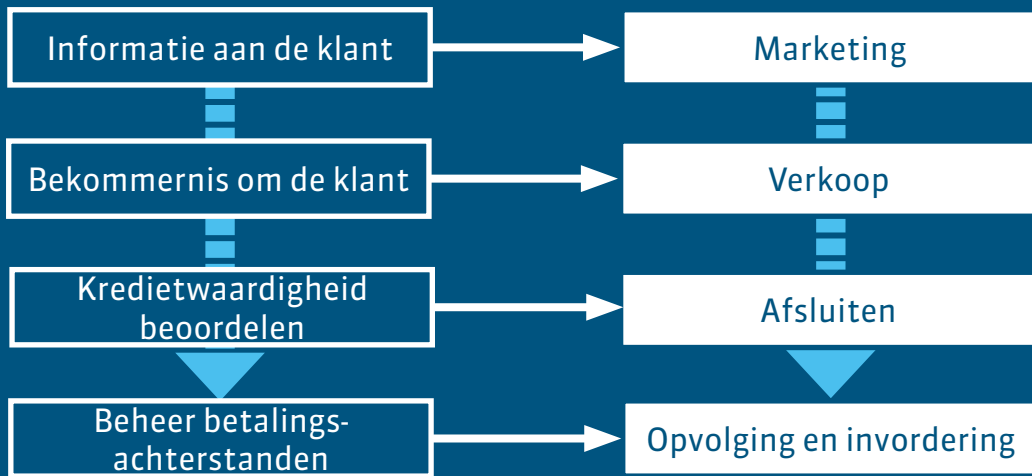 Informatie aan de klant
Marketing
Bekommernis om de klant
Verkoop
Kredietwaardigheid
beoordelen
Afsluiten
Beheer betalings-
achterstanden
Opvolging en invordering